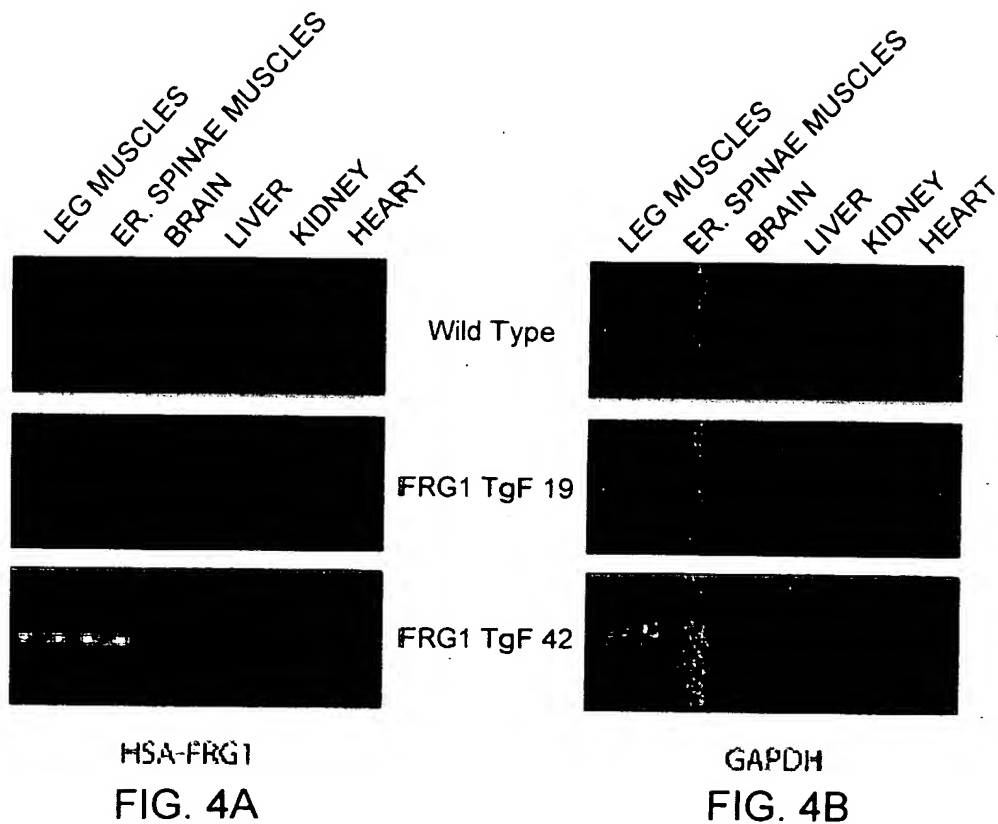 LEG MUSCLES
ER. SPINAE MUSCLES
BRAIN
LIVER
KIDNEY
HEART
LEG MUSCLES
ER. SPINAE MUSCLES
BRAIN
LIVER
KIDNEY
HEART
Wild Type
FRG1 TgF 19
FRG1 TgF 42
HSA-FRG1
GAPDH
FIG. 4A
FIG. 4B